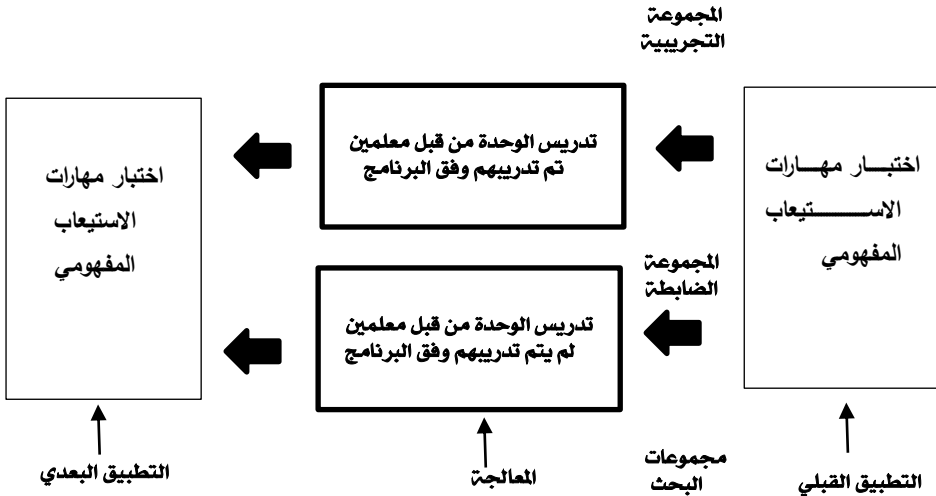 المجموعة
التجريبية
اختبار مهارات
الاستيعاب
المفهومي
تدريس الوحدة من قبل معلمين
تم تدريبهم وفق البرنامج
اختبار مهارات
الاستيعاب
المفهومي
المجموعة
الضابطة
تدريس الوحدة من قبل معلمين
لم يتم تدريبهم وفق البرنامج
التطبيق القبلي
مجموعات
البحث
المعالجة
التطبيق البعدي